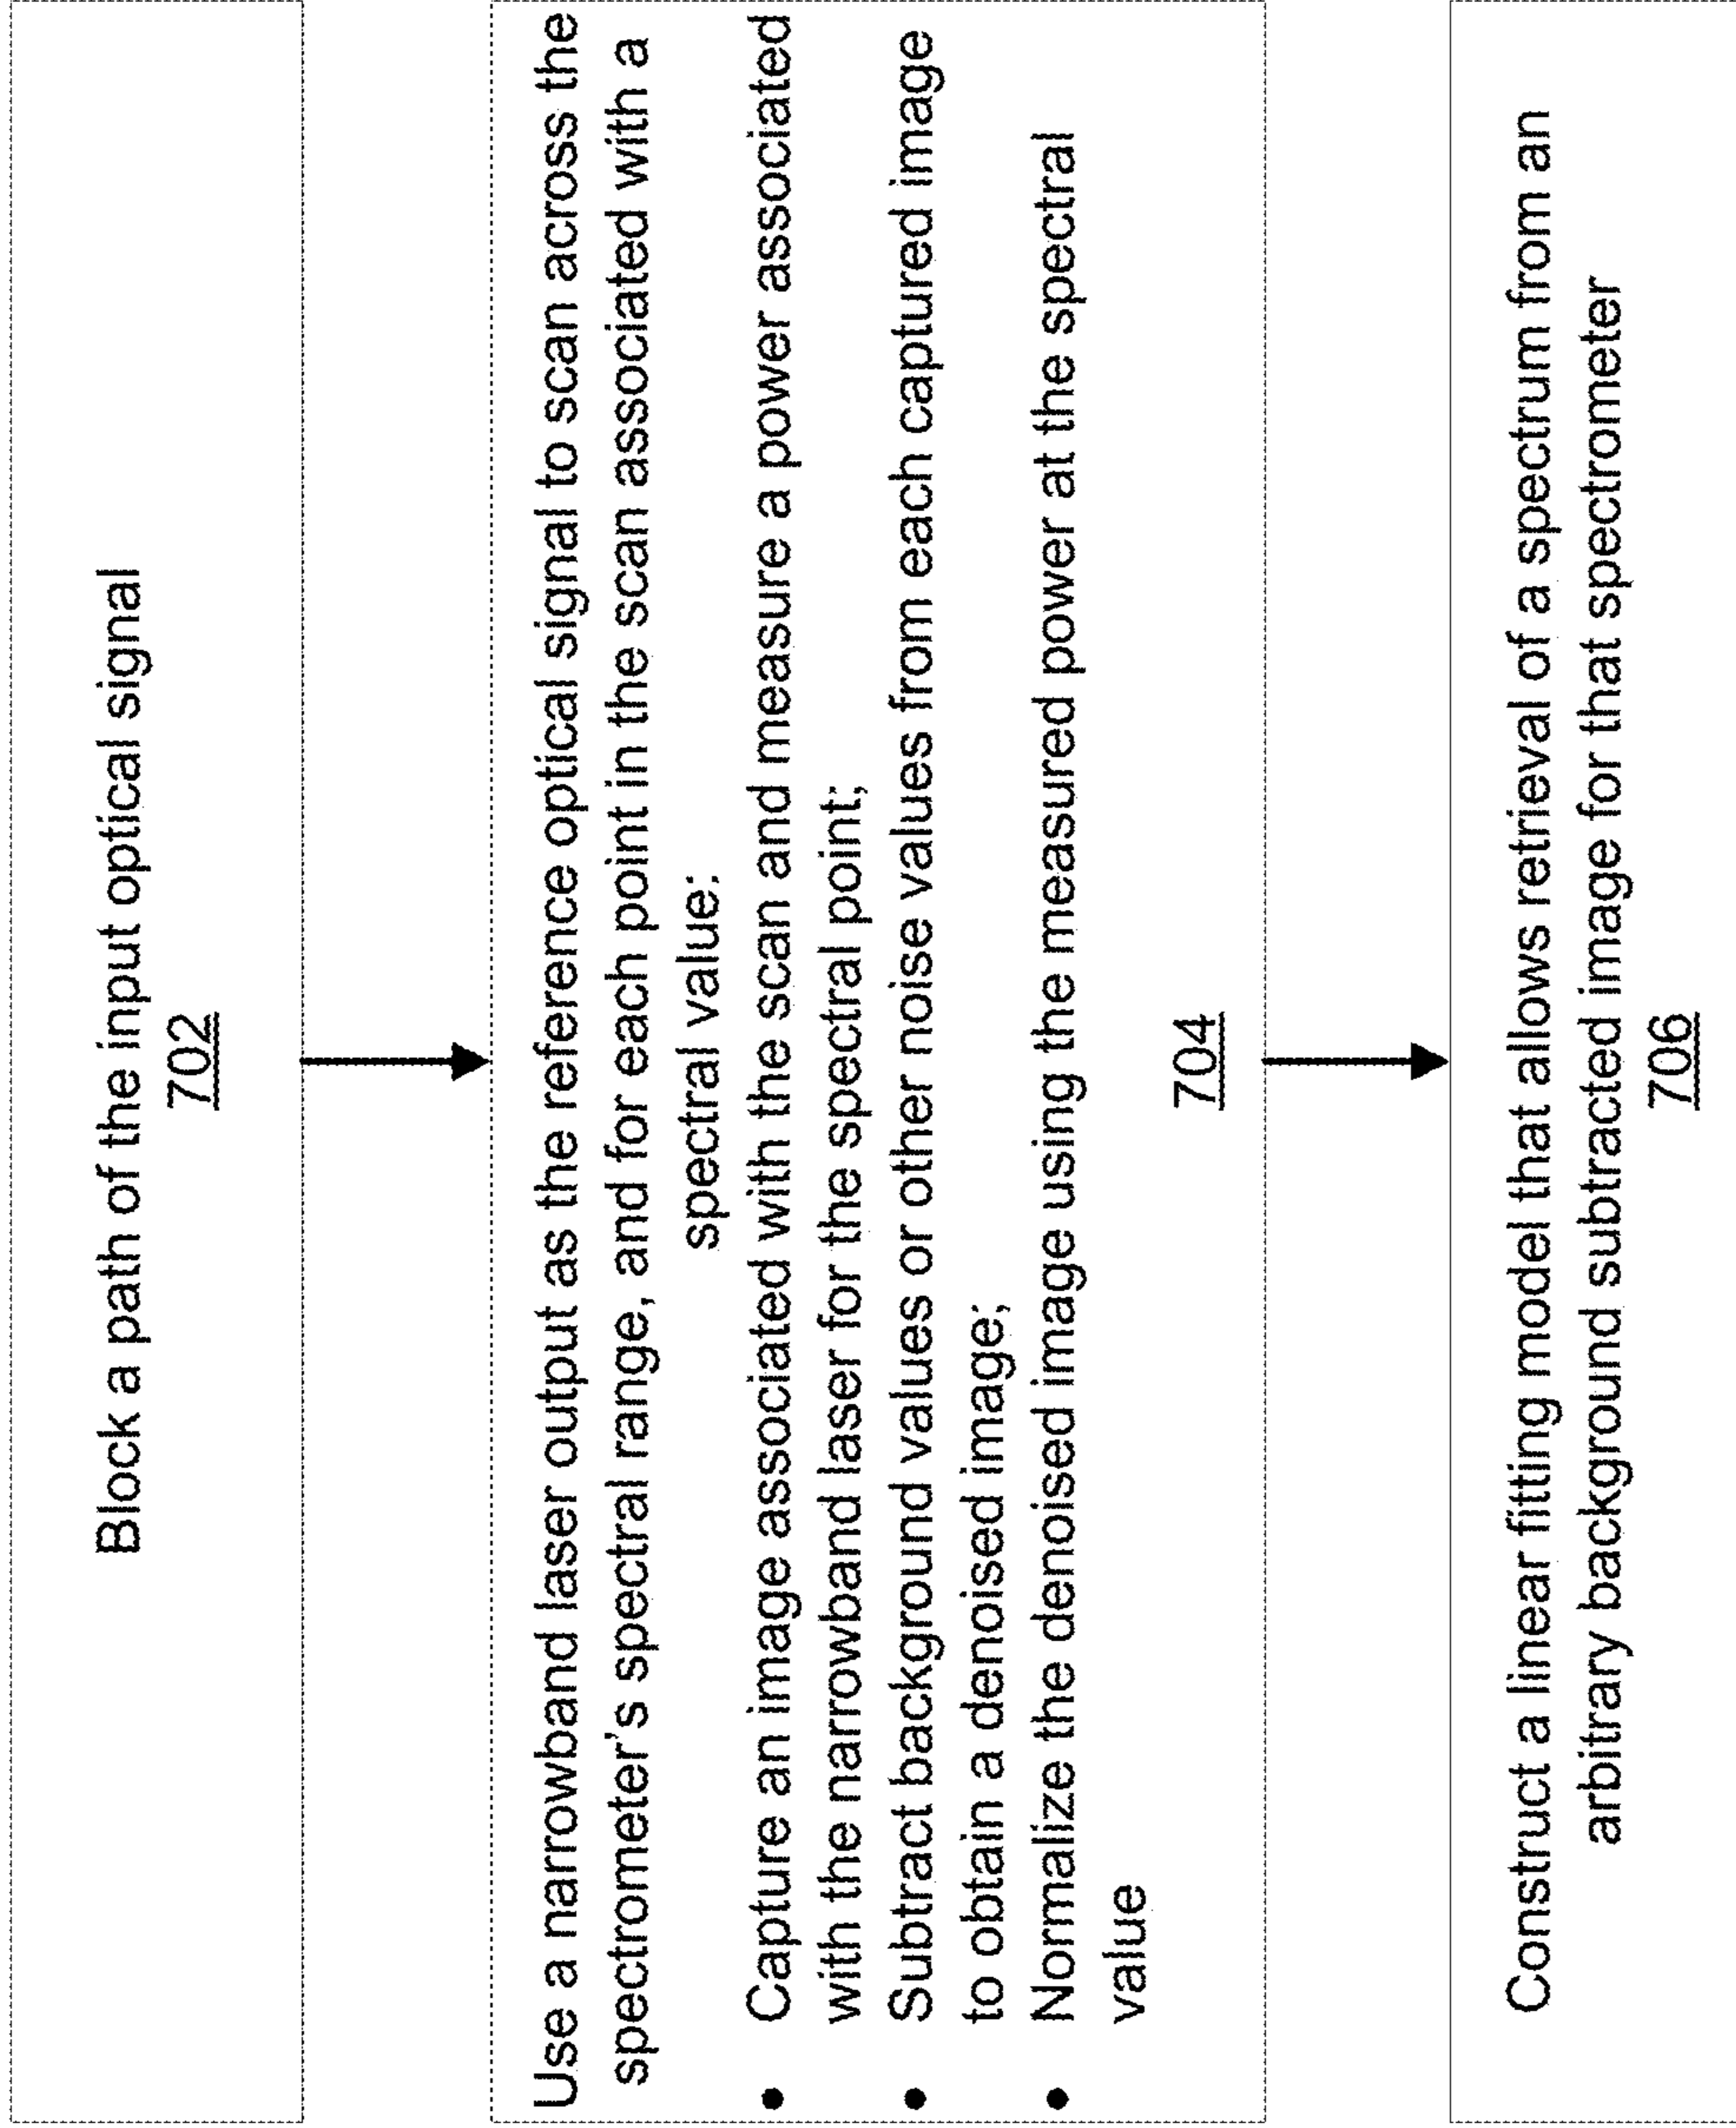 Block a path of the input optical signal
702
Use a narrowband laser output as the reference optical signal to scan across the
spectrometer's spectral range, and for each point in the scan associated with a
spectral value:
• Capture an image associated with the scan and measure a power associated
with the narrowband laser for the spectral point;
• Subtract background values or other noise values from each captured image
to obtain a denoised image;
• Normalize the denoised image using the measured power at the spectral
value
704
Construct a linear fitting model that allows retrieval of a spectrum from an
arbitrary background subtracted image for that spectrometer
706